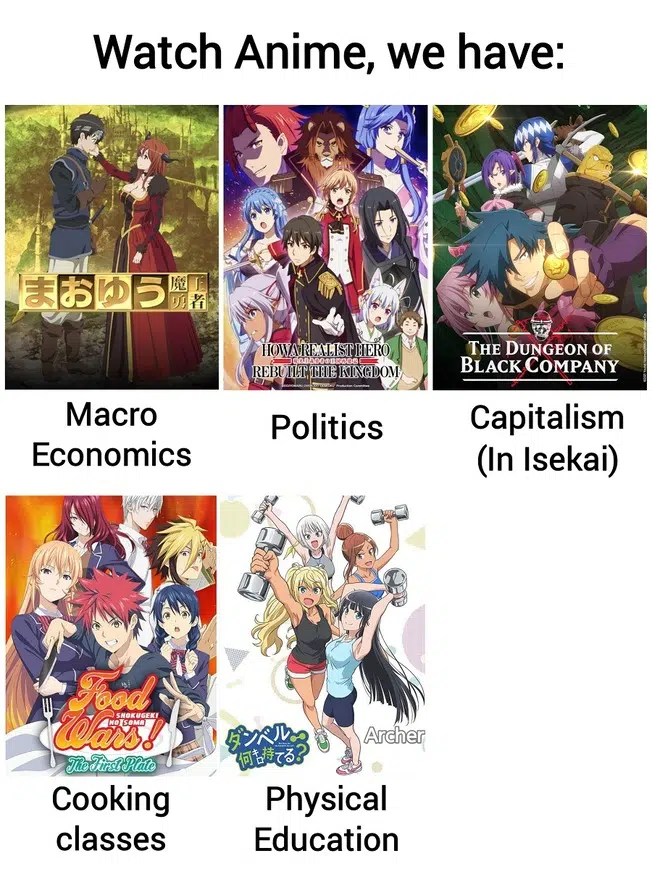 Watch Anime, we have:
まおゆう魔王勇者
HOW A REALIST HERO
REBUILT THE KINGDOM
THE DUNGEON OF
BLACK COMPANY
Macro
Economics
Politics
Capitalism
(In Isekai)
Food
Wars!
SHOKUGEKI
NO SOMA
The First Plate
ダンベル
何キロ持てる?
Archer
Cooking
classes
Physical
Education